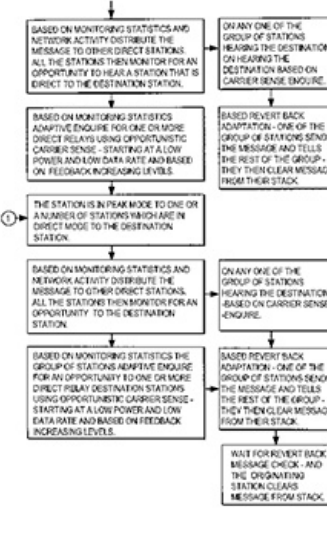 BASED ON MONITORING STATISTICS AND
NETWORK ACTIVITY DISTRIBUTE THE
MESSAGE TO OTHER DIRECT STATIONS.
ALL THE STATIONS THEN MONITOR FOR AN
OPPORTUNITY TO HEAR A STATION THAT IS
DIRECT TO THE DESTINATION STATION.
ON ANY ONE OF THE
GROUP OF STATIONS
HEARING THE DESTINATION
ON HEARING THE
DESTINATION BASED ON
CARRIER SENSE ENQUIRE.
BASED ON MONITORING STATISTICS
ADAPTIVE ENQUIRE FOR ONE OR MORE
DIRECT RELAYS USING OPPORTUNISTIC
CARRIER SENSE - STARTING AT A LOW
POWER AND LOW DATA RATE AND BASED
ON FEEDBACK INCREASING LEVELS.
BASED REVERT BACK
ADAPTATION - ONE OF THE
GROUP OF STATIONS SEND
THE MESSAGE AND TELLS
THE REST OF THE GROUP -
THEY THEN CLEAR MESSAG
FROM THEIR STACK.
1
THE STATION IS IN PEAK MODE TO ONE OR
A NUMBER OF STATIONS WHICH ARE IN
DIRECT MODE TO THE DESTINATION
STATION.
BASED ON MONITORING STATISTICS AND
NETWORK ACTIVITY DISTRIBUTE THE
MESSAGE TO OTHER DIRECT STATIONS.
ALL THE STATIONS THEN MONITOR FOR AN
OPPORTUNITY TO THE DESTINATION
STATION.
ON ANY ONE OF THE
GROUP OF STATIONS
HEARING THE DESTINATION
-BASED ON CARRIER SENSE
-ENQUIRE.
BASED ON MONITORING STATISTICS THE
GROUP OF STATIONS ADAPTIVE ENQUIRE
FOR AN OPPORTUNITY TO ONE OR MORE
DIRECT RELAY DESTINATION STATIONS
USING OPPORTUNISTIC CARRIER SENSE -
STARTING AT A LOW POWER AND LOW
DATA RATE AND BASED ON FEEDBACK
INCREASING LEVELS.
BASED REVERT BACK
ADAPTATION - ONE OF THE
GROUP OF STATIONS SEND
THE MESSAGE AND TELLS
THE REST OF THE GROUP -
THEY THEN CLEAR MESSAG
FROM THEIR STACK.
WAIT FOR REVERT BACK
MESSAGE CHECK - AND
THE ORIGINATING
STATION CLEARS
MESSAGE FROM STACK.